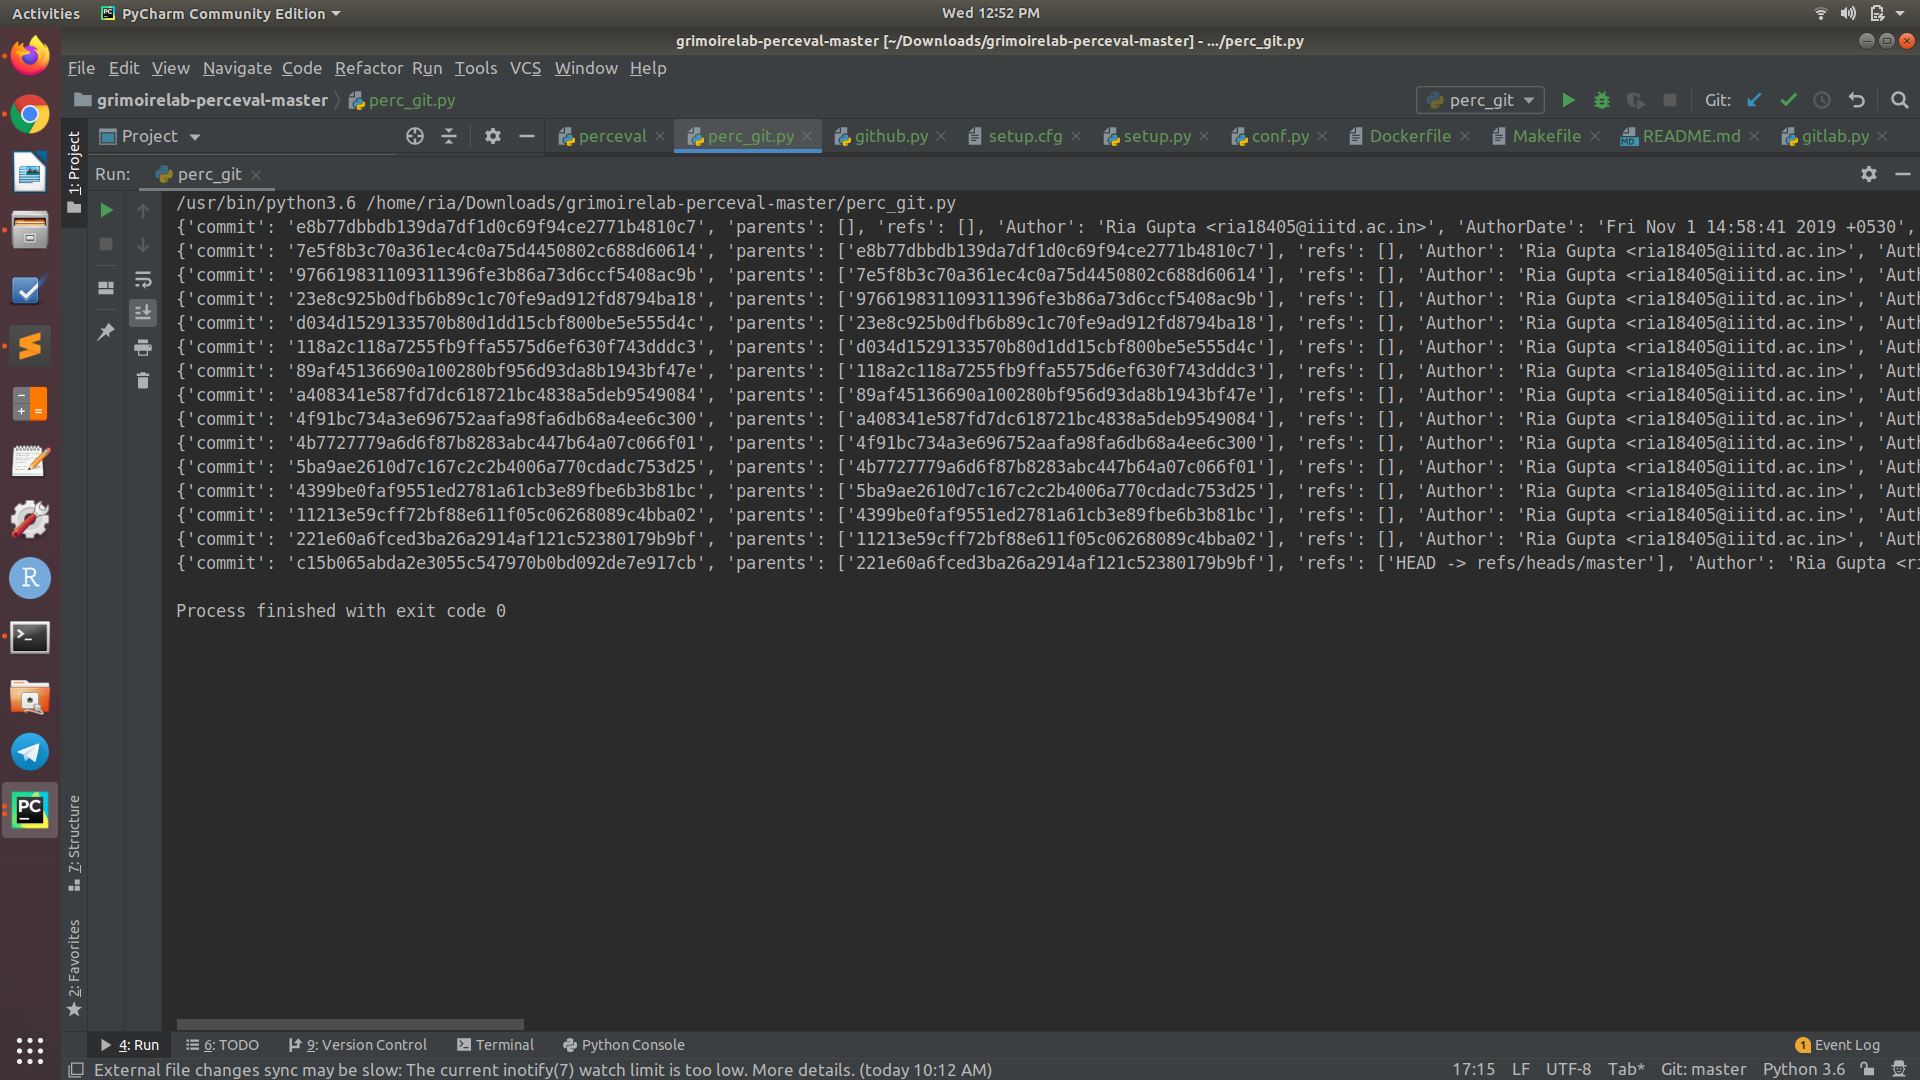 Activities PyCharm Community Edition Wed 12:52 PM
grimoirelab-perceval-master [~/Downloads/grimoirelab-perceval-master] - .../perc_git.py
File Edit View Navigate Code Refactor Run Tools VCS Window Help
grimoirelab-perceval-master perc_git.py perc_git Git:
Project perceval perc_git.py github.py setup.cfg setup.py conf.py Dockerfile Makefile README.md gitlab.py
1: Project
Run: perc_git
/usr/bin/python3.6 /home/ria/Downloads/grimoirelab-perceval-master/perc_git.py
{'commit': 'e8b77dbbdb139da7df1d0c69f94ce2771b4810c7', 'parents': [], 'refs': [], 'Author': 'Ria Gupta <ria18405@iiitd.ac.in>', 'AuthorDate': 'Fri Nov 1 14:58:41 2019 +0530',
{'commit': '7e5f8b3c70a361ec4c0a75d4450802c688d60614', 'parents': ['e8b77dbbdb139da7df1d0c69f94ce2771b4810c7'], 'refs': [], 'Author': 'Ria Gupta <ria18405@iiitd.ac.in>', 'Auth
{'commit': '976619831109311396fe3b86a73d6ccf5408ac9b', 'parents': ['7e5f8b3c70a361ec4c0a75d4450802c688d60614'], 'refs': [], 'Author': 'Ria Gupta <ria18405@iiitd.ac.in>', 'Auth
{'commit': '23e8c925b0dfb6b89c1c70fe9ad912fd8794ba18', 'parents': ['976619831109311396fe3b86a73d6ccf5408ac9b'], 'refs': [], 'Author': 'Ria Gupta <ria18405@iiitd.ac.in>', 'Auth
{'commit': 'd034d1529133570b80d1dd15cbf800be5e555d4c', 'parents': ['23e8c925b0dfb6b89c1c70fe9ad912fd8794ba18'], 'refs': [], 'Author': 'Ria Gupta <ria18405@iiitd.ac.in>', 'Auth
{'commit': '118a2c118a7255fb9ffa5575d6ef630f743dddc3', 'parents': ['d034d1529133570b80d1dd15cbf800be5e555d4c'], 'refs': [], 'Author': 'Ria Gupta <ria18405@iiitd.ac.in>', 'Auth
{'commit': '89af45136690a100280bf956d93da8b1943bf47e', 'parents': ['118a2c118a7255fb9ffa5575d6ef630f743dddc3'], 'refs': [], 'Author': 'Ria Gupta <ria18405@iiitd.ac.in>', 'Auth
{'commit': 'a408341e587fd7dc618721bc4838fa5deb9549084', 'parents': ['89af45136690a100280bf956d93da8b1943bf47e'], 'refs': [], 'Author': 'Ria Gupta <ria18405@iiitd.ac.in>', 'Auth
{'commit': '4f91bc734a3e696752aafa98fa6db68a4ee6c300', 'parents': ['a408341e587fd7dc618721bc4838fa5deb9549084'], 'refs': [], 'Author': 'Ria Gupta <ria18405@iiitd.ac.in>', 'Auth
{'commit': '4b7727779a6d6f87b8283abc447b64a07c066f01', 'parents': ['4f91bc734a3e696752aafa98fa6db68a4ee6c300'], 'refs': [], 'Author': 'Ria Gupta <ria18405@iiitd.ac.in>', 'Auth
{'commit': '5ba9ae2610d7c167c2c2b4006a770cdadc753d25', 'parents': ['4b7727779a6d6f87b8283abc447b64a07c066f01'], 'refs': [], 'Author': 'Ria Gupta <ria18405@iiitd.ac.in>', 'Auth
{'commit': '4399be0faf9551ed2781a61cb3e89fbe6b3b81bc', 'parents': ['5ba9ae2610d7c167c2c2b4006a770cdadc753d25'], 'refs': [], 'Author': 'Ria Gupta <ria18405@iiitd.ac.in>', 'Auth
{'commit': '11213e59cff72bf88e611f05c06268089c4bba02', 'parents': ['4399be0faf9551ed2781a61cb3e89fbe6b3b81bc'], 'refs': [], 'Author': 'Ria Gupta <ria18405@iiitd.ac.in>', 'Auth
{'commit': '221e60a6fced3ba26a2914af121c52380179b9bf', 'parents': ['11213e59cff72bf88e611f05c06268089c4bba02'], 'refs': [], 'Author': 'Ria Gupta <ria18405@iiitd.ac.in>', 'Auth
{'commit': 'c15b065abda2e3055c547970b0bd092de7e917cb', 'parents': ['221e60a6fced3ba26a2914af121c52380179b9bf'], 'refs': ['HEAD -> refs/heads/master'], 'Author': 'Ria Gupta <ri
Process finished with exit code 0
7: Structure
2: Favorites
4: Run 6: TODO 9: Version Control Terminal Python Console 1 Event Log
External file changes sync may be slow: The current inotify(7) watch limit is too low. More details. (today 10:12 AM) 17:15 LF UTF-8 Tab* Git: master Python 3.6